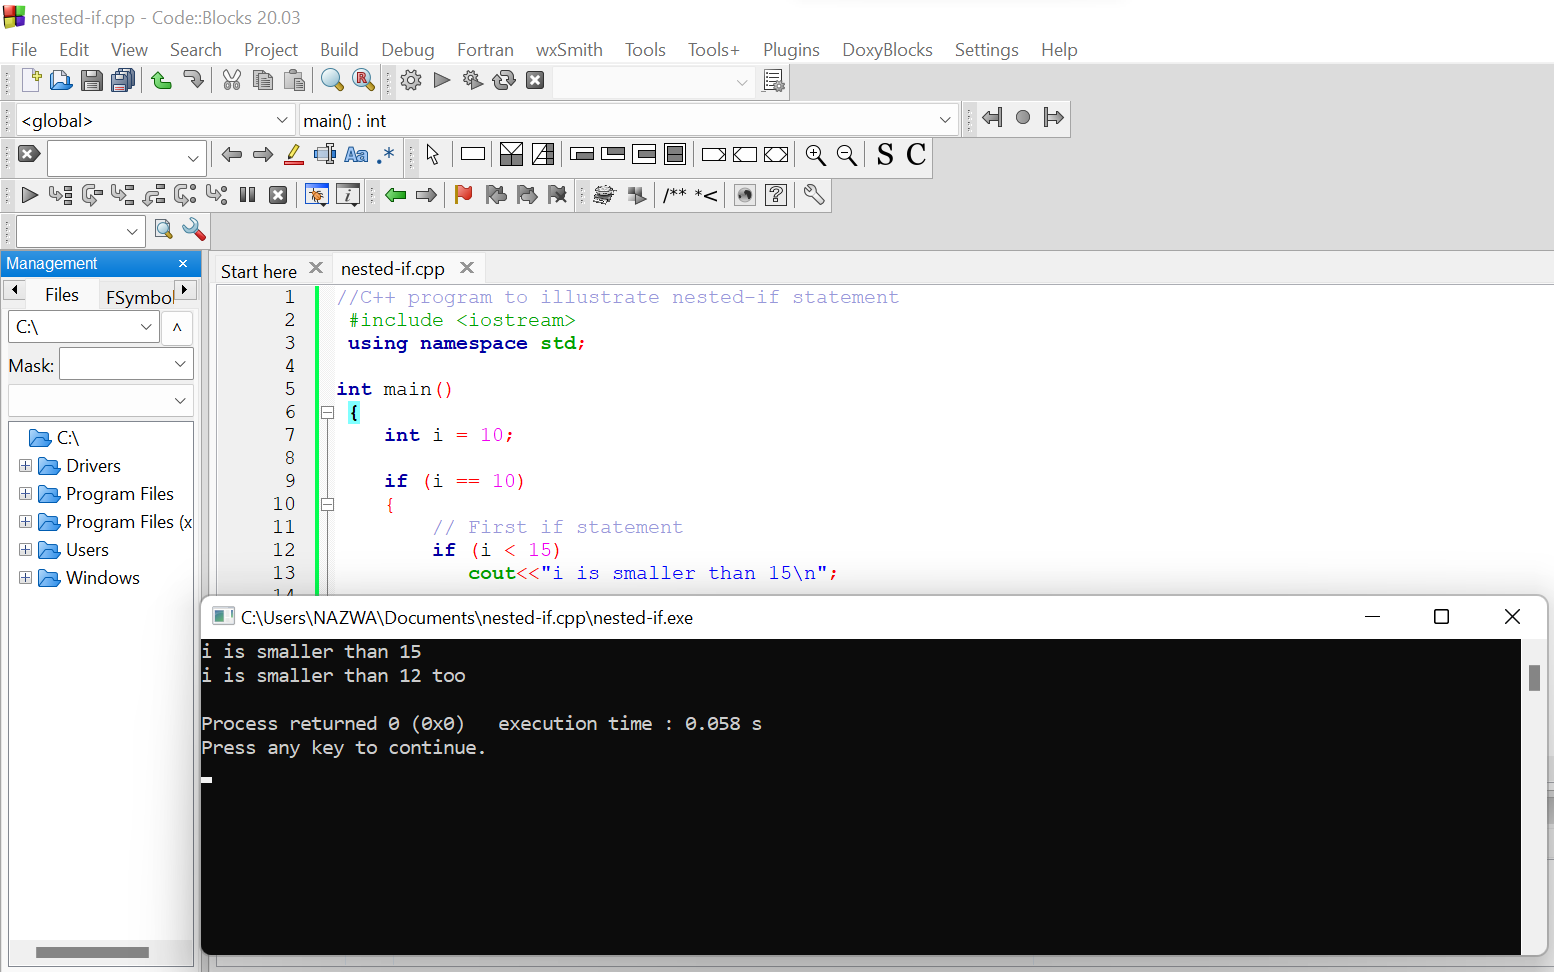 nested-if.cpp - Code::Blocks 20.03
File Edit View Search Project Build Debug Fortran wxSmith Tools Tools+ Plugins DoxyBlocks Settings Help
<global> main() : int
Aa .* S C
/** *<
Management
Start here nested-if.cpp
Files FSymbol
C:\
Mask:
C:\
Drivers
Program Files
Program Files (x
Users
Windows
1 //C++ program to illustrate nested-if statement
2 #include <iostream>
3 using namespace std;
4
5 int main()
6 {
7 int i = 10;
8
9 if (i == 10)
10 {
11 // First if statement
12 if (i < 15)
13 cout<<"i is smaller than 15\n";
14
C:\Users\NAZWA\Documents\nested-if.cpp\nested-if.exe
i is smaller than 15
i is smaller than 12 too
Process returned 0 (0x0) execution time : 0.058 s
Press any key to continue.